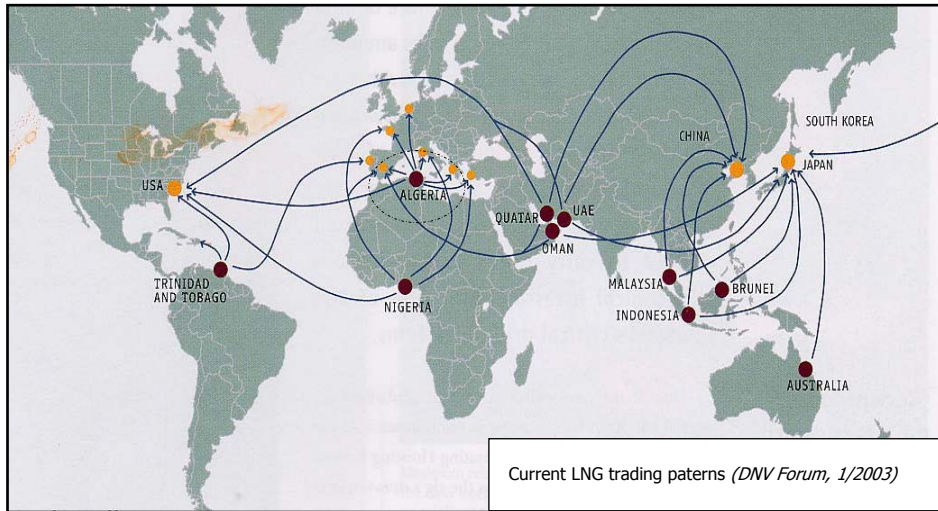 CHINA
SOUTH KOREA
JAPAN
USA
ALGERIA
QUATAR
UAE
OMAN
MALAYSIA
BRUNEI
TRINIDAD
AND TOBAGO
NIGERIA
INDONESIA
AUSTRALIA
Current LNG trading paterns (DNV Forum, 1/2003)